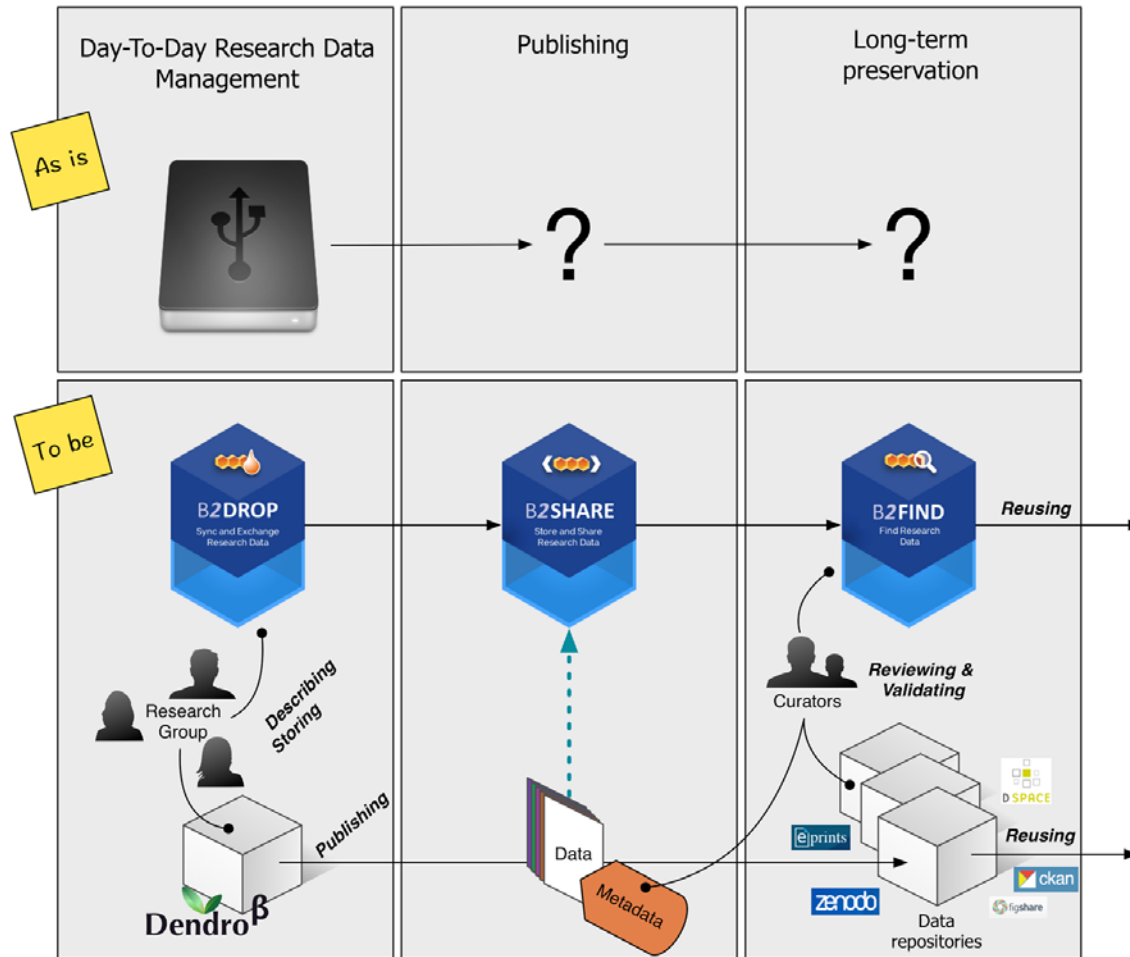 Day-To-Day Research Data
Management
Publishing
Long-term
preservation
As is
?
?
To be
B2DROP
Sync and Exchange
Research Data
B2SHARE
Store and Share
Research Data
B2FIND
Find Research
Data
Reusing
Research
Group
Describing
Storing
Curators
Reviewing &
Validating
Publishing
Dendro β
Data
Metadata
D SPACE
eprints
Reusing
zenodo
ckan
figshare
Data
repositories